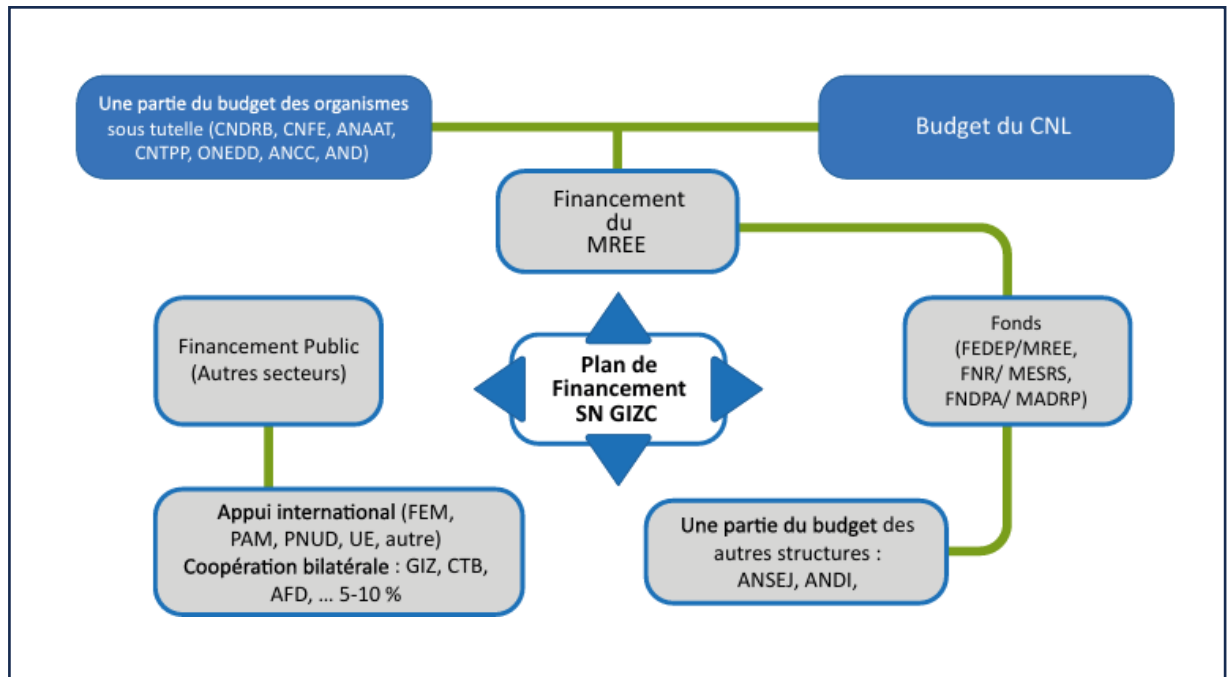 Une partie du budget des organismes
sous tutelle (CNDRB, CNFE, ANAAT,
CNTPP, ONEDD, ANCC, AND)
Budget du CNL
Financement
du
MREE
Financement Public
(Autres secteurs)
Plan de
Financement
SN GIZC
Fonds
(FEDEP/MREE,
FNR/ MESRS,
FNDPA/ MADRP)
Appui international (FEM,
PAM, PNUD, UE, autre)
Coopération bilatérale : GIZ, CTB,
AFD, ... 5-10 %
Une partie du budget des
autres structures :
ANSEJ, ANDI,